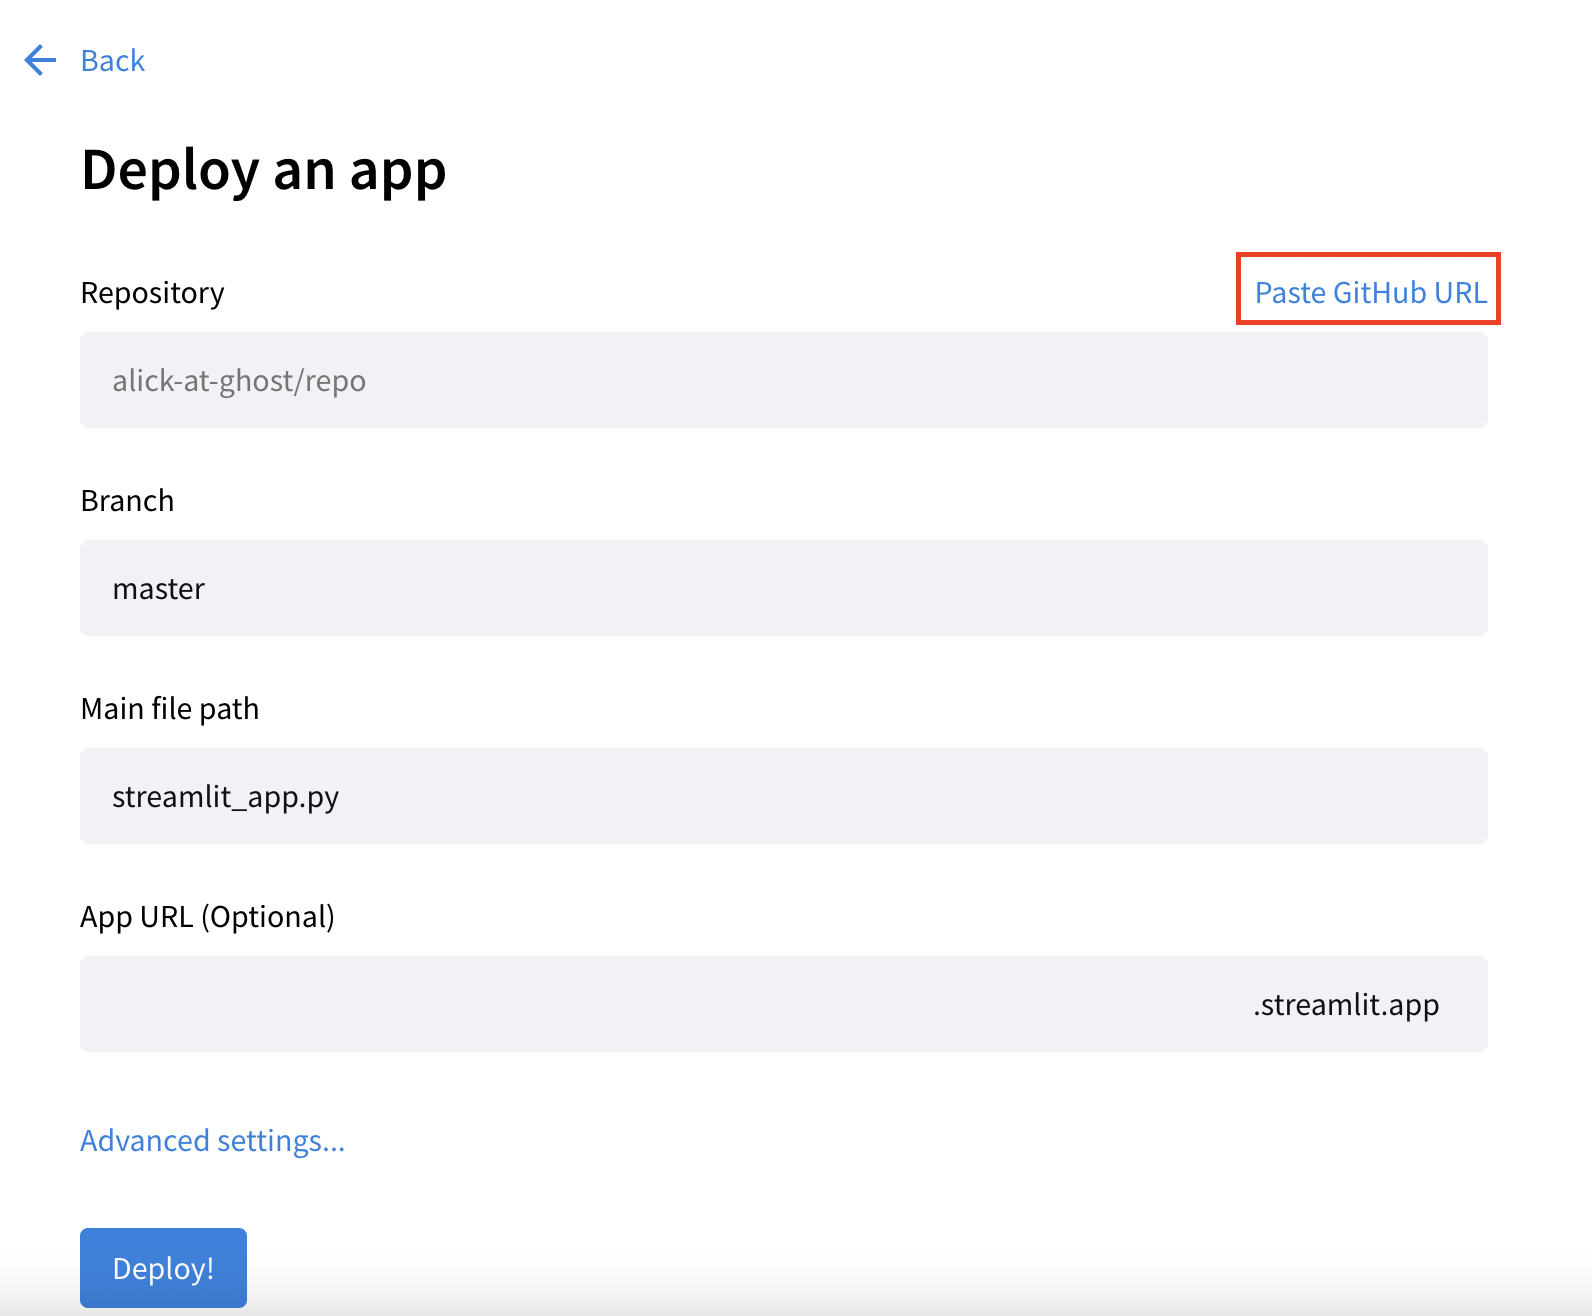 Back
Deploy an app
Repository
Paste GitHub URL
alick-at-ghost/repo
Branch
master
Main file path
streamlit_app.py
App URL (Optional)
.streamlit.app
Advanced settings...
Deploy!